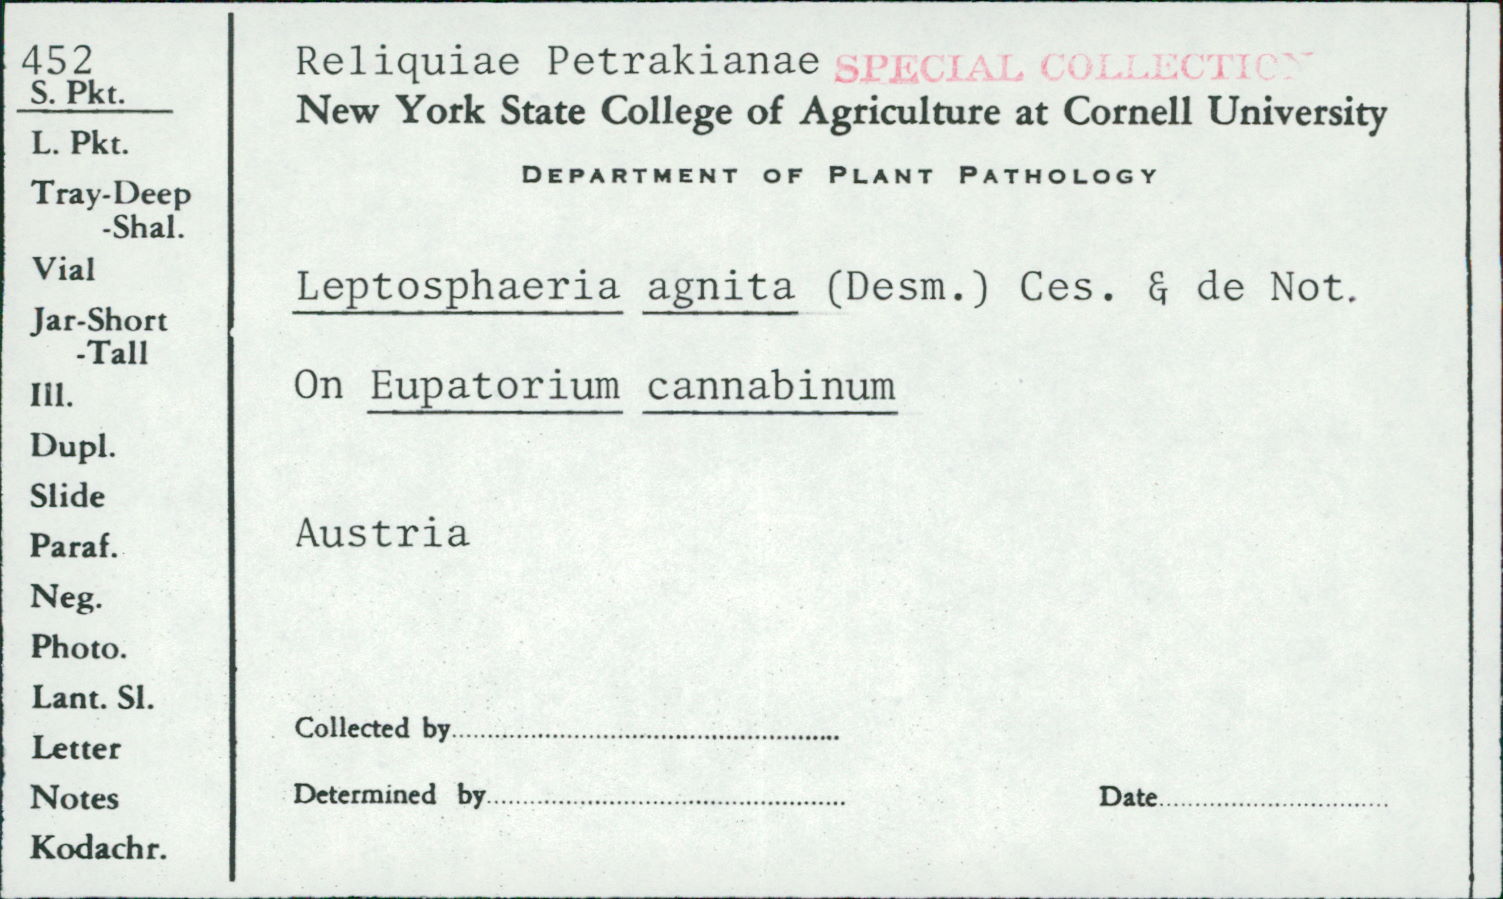 452
S. Pkt.
L. Pkt.
Tray-Deep
-Shal.
Vial
Jar-Short
-Tall
Ill.
Dupl.
Slide
Paraf.
Neg.
Photo.
Lant. Sl.
Letter
Notes
Kodachr.
Reliquiae Petrakianae SPECIAL COLLECTION
New York State College of Agriculture at Cornell University
DEPARTMENT OF PLANT PATHOLOGY
Leptosphaeria agnita (Desm.) Ces. & de Not.
On Eupatorium cannabinum
Austria
Collected by
Determined by
Date